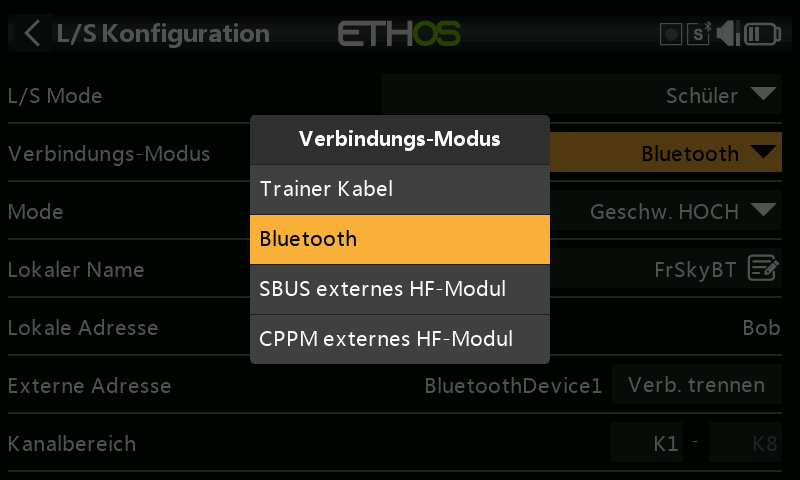 L/S Konfiguration ETHOS S
L/S Mode Schüler
Verbindungs-Modus Bluetooth
Mode Geschw. HOCH
Lokaler Name FrSkyBT
Lokale Adresse Bob
Externe Adresse BluetoothDevice1 Verb. trennen
Kanalbereich K1 - K8
Verbindungs-Modus
Trainer Kabel
Bluetooth
SBUS externes HF-Modul
CPPM externes HF-Modul